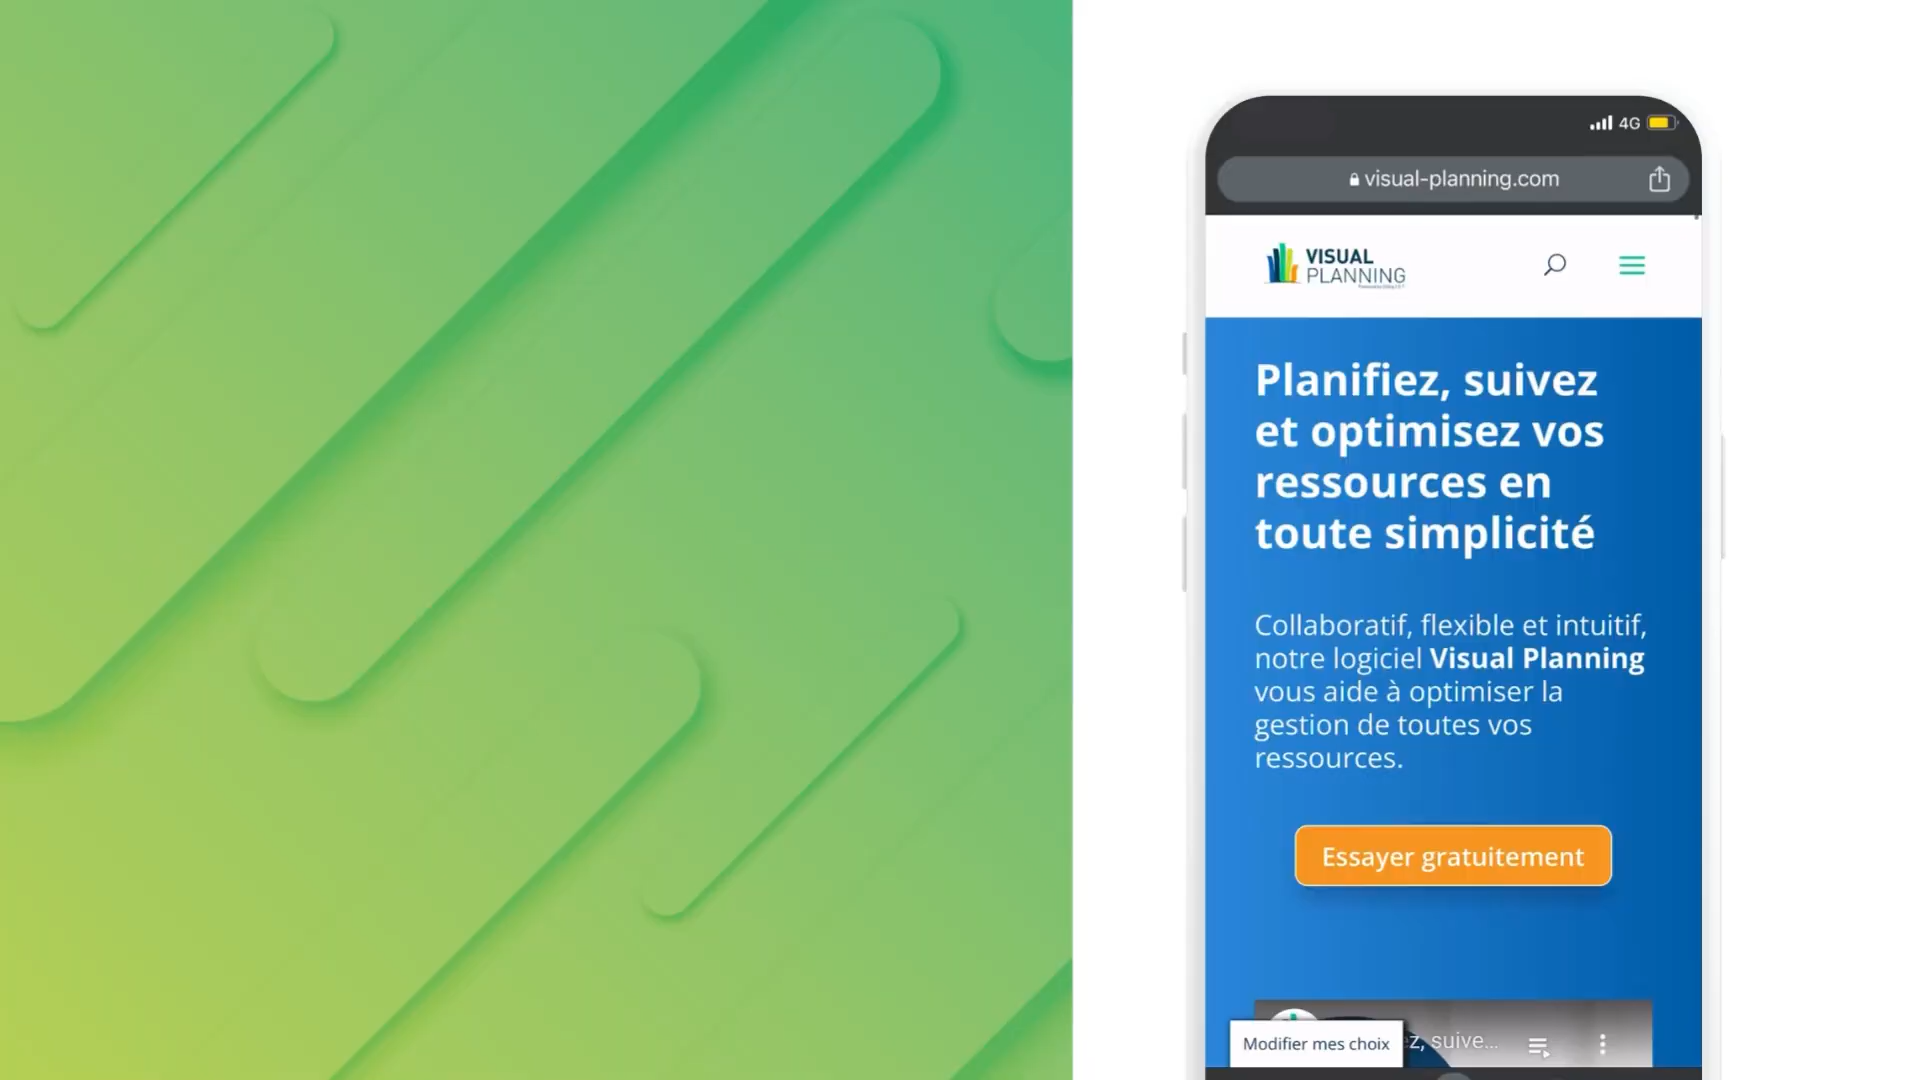 4G
visual-planning.com
VISUAL
PLANNING
Planifiez, suivez
et optimisez vos
ressources en
toute simplicité
Collaboratif, flexible et intuitif,
notre logiciel Visual Planning
vous aide à optimiser la
gestion de toutes vos
ressources.
Essayer gratuitement
Modifier mes choix
ez, suive...